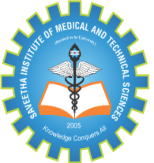 SAVEETHA INSTITUTE OF MEDICAL AND TECHNICAL SCIENCES
2005
Knowledge Conquers All